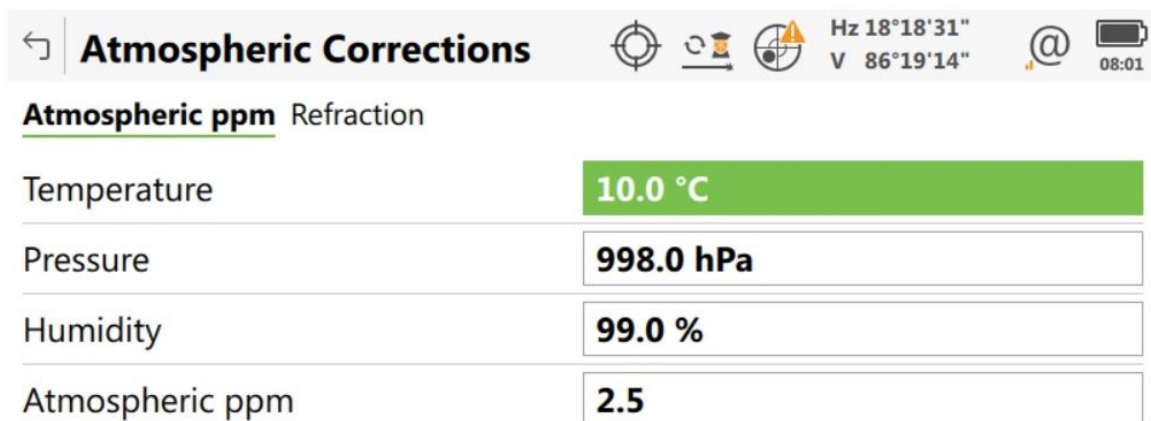 Atmospheric Corrections
Hz 18°18'31"
V 86°19'14"
@
08:01
Atmospheric ppm Refraction
Temperature 10.0 °C
Pressure 998.0 hPa
Humidity 99.0 %
Atmospheric ppm 2.5